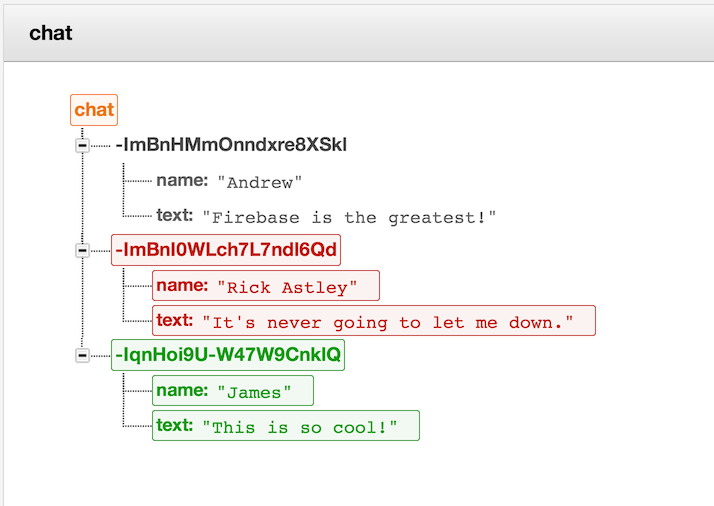 chat
chat
-ImBnHMmOnndxre8XSkl
name: "Andrew"
text: "Firebase is the greatest!"
-ImBnl0WLch7L7ndl6Qd
name: "Rick Astley"
text: "It's never going to let me down."
-IqnHoi9U-W47W9CnklQ
name: "James"
text: "This is so cool!"